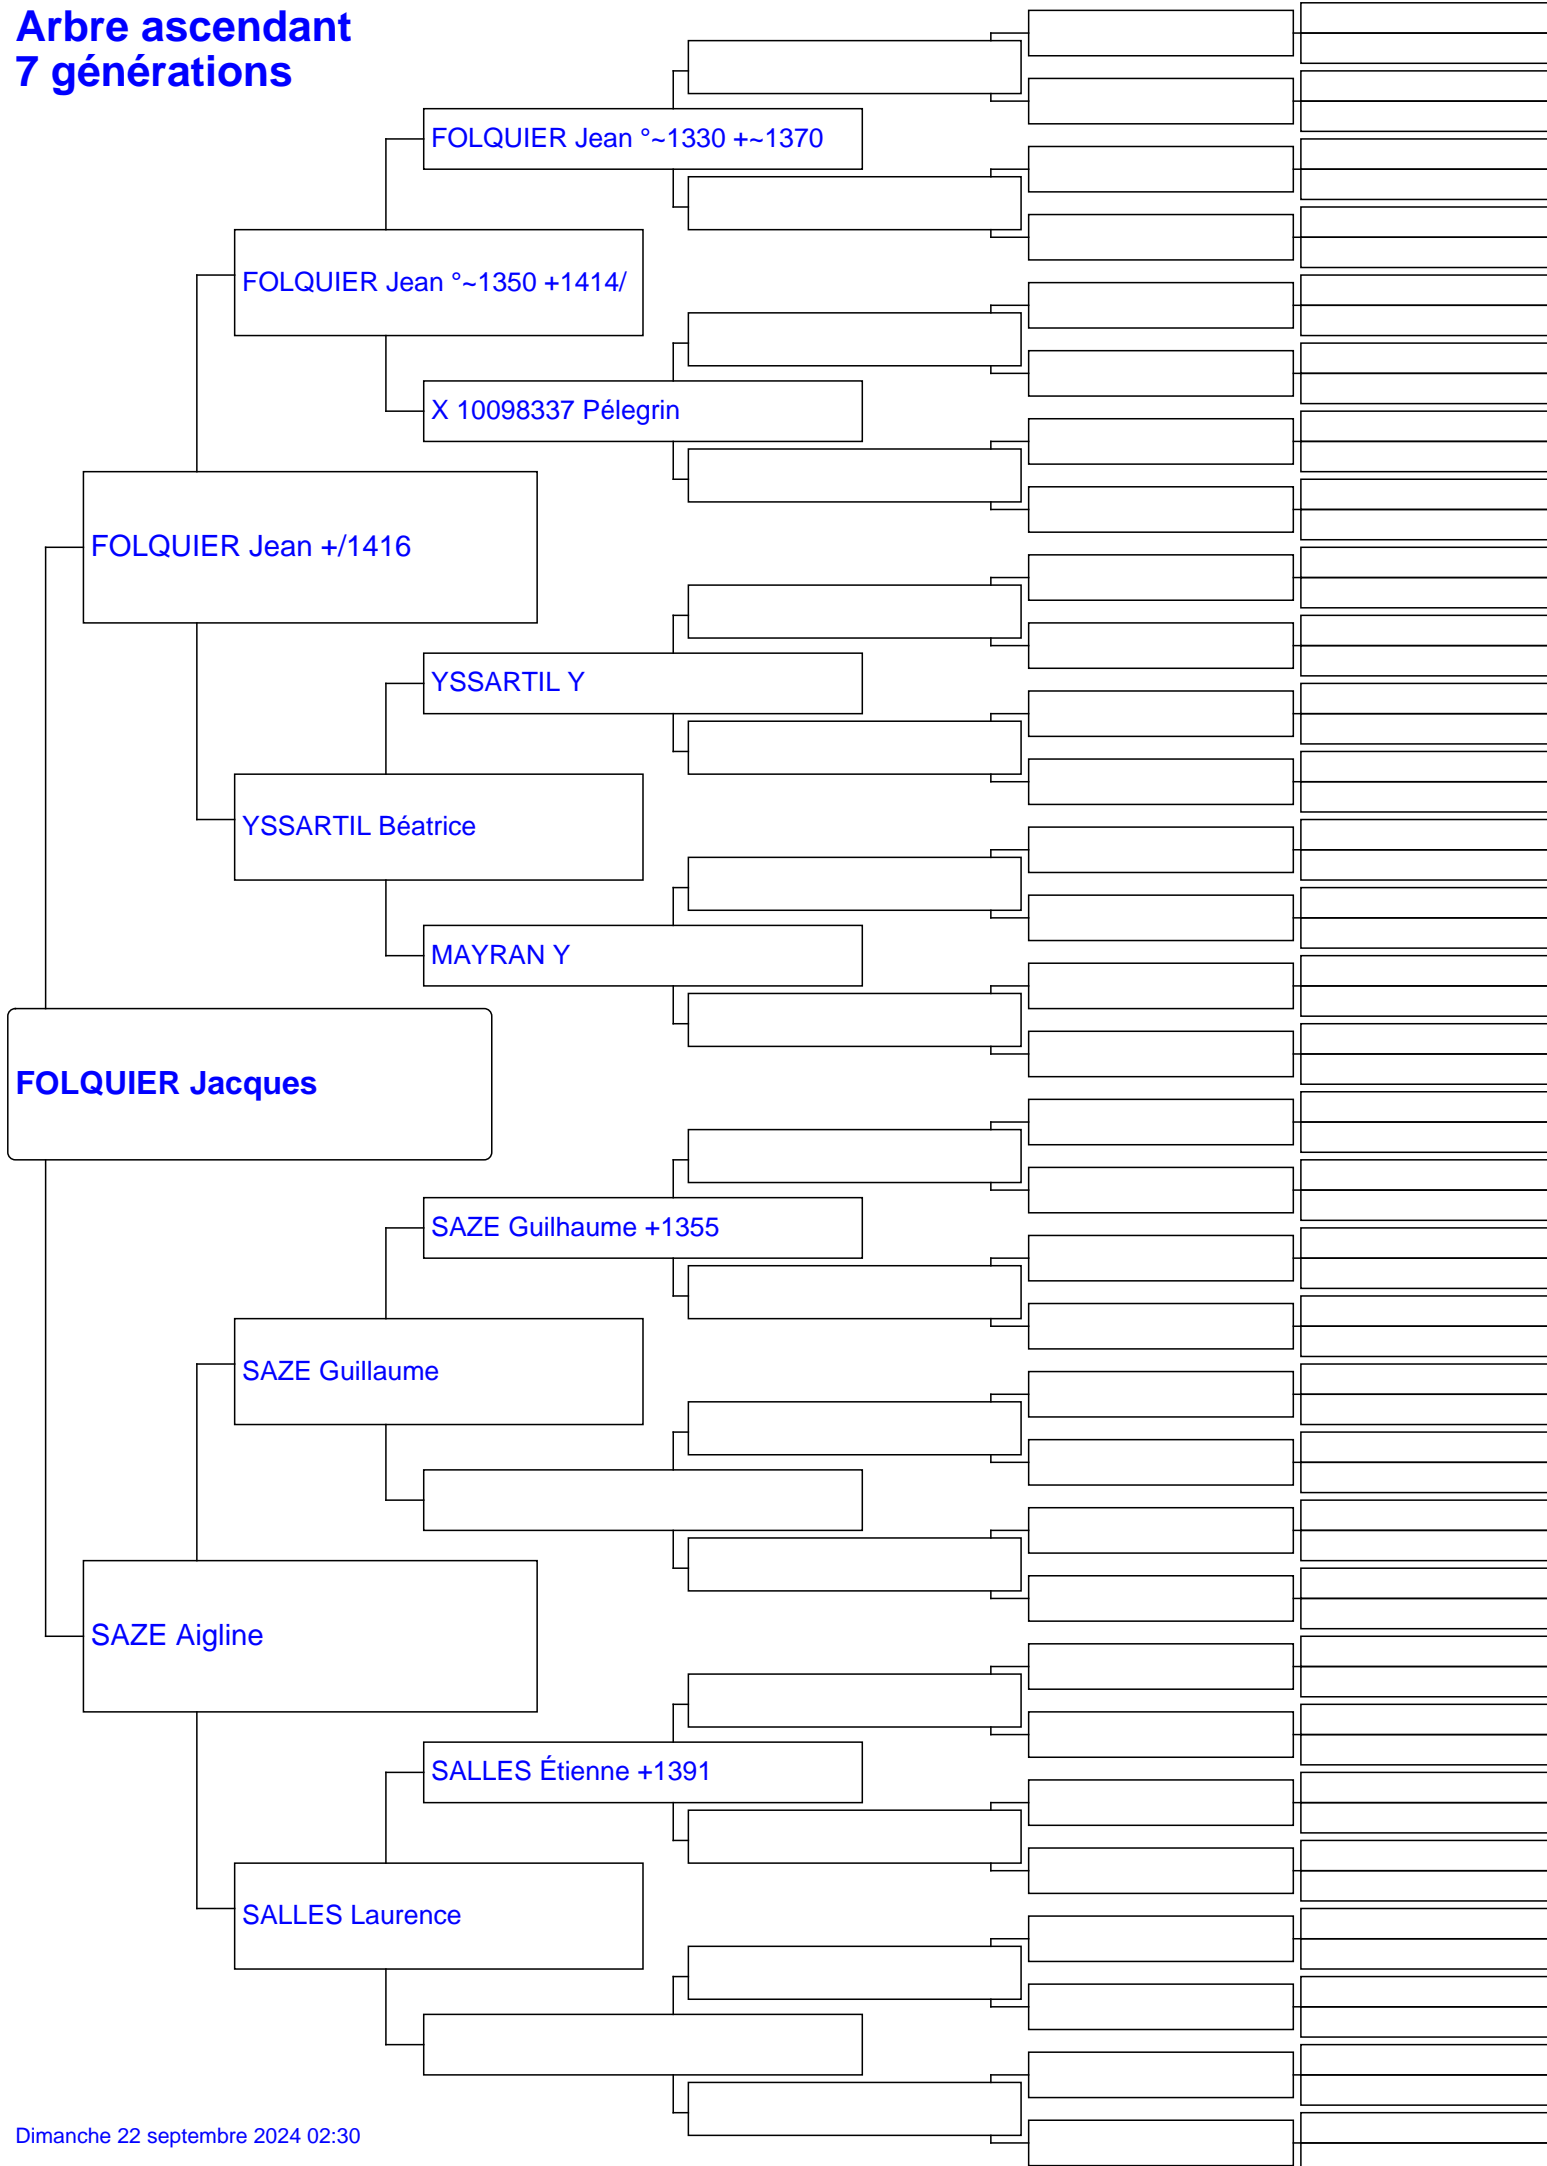 Arbre ascendant
7 générations
FOLQUIER Jean °~1330 +~1370
FOLQUIER Jean °~1350 +1414/
X 10098337 Pélegrin
FOLQUIER Jean +/1416
YSSARTIL Y
YSSARTIL Béatrice
MAYRAN Y
FOLQUIER Jacques
SAZE Guilhaume +1355
SAZE Guillaume
SAZE Aigline
SALLES Étienne +1391
SALLES Laurence
Dimanche 22 septembre 2024 02:30